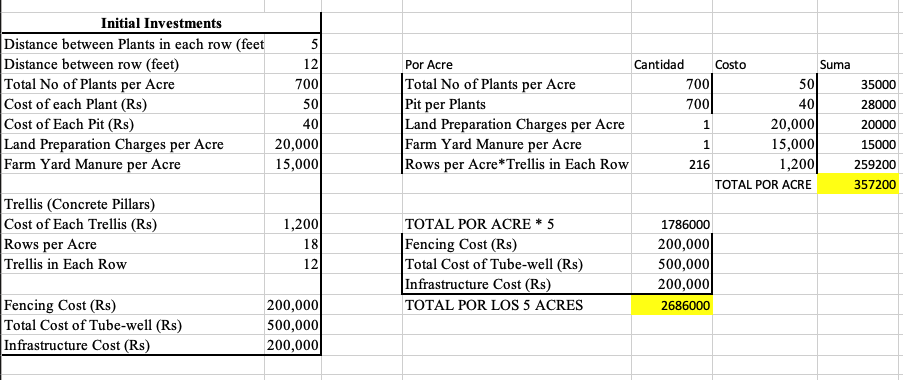 Initial Investments
Distance between Plants in each row (feet 5
Distance between row (feet) 12 Por Acre Cantidad Costo Suma
Total No of Plants per Acre 700 Total No of Plants per Acre 700 50 35000
Cost of each Plant (Rs) 50 Pit per Plants 700 40 28000
Cost of Each Pit (Rs) 40 Land Preparation Charges per Acre 1 20,000 20000
Land Preparation Charges per Acre 20,000 Farm Yard Manure per Acre 1 15,000 15000
Farm Yard Manure per Acre 15,000 Rows per Acre*Trellis in Each Row 216 1,200 259200
TOTAL POR ACRE 357200
Trellis (Concrete Pillars)
Cost of Each Trellis (Rs) 1,200 TOTAL POR ACRE * 5 1786000
Rows per Acre 18 Fencing Cost (Rs) 200,000
Trellis in Each Row 12 Total Cost of Tube-well (Rs) 500,000
Infrastructure Cost (Rs) 200,000
Fencing Cost (Rs) 200,000 TOTAL POR LOS 5 ACRES 2686000
Total Cost of Tube-well (Rs) 500,000
Infrastructure Cost (Rs) 200,000